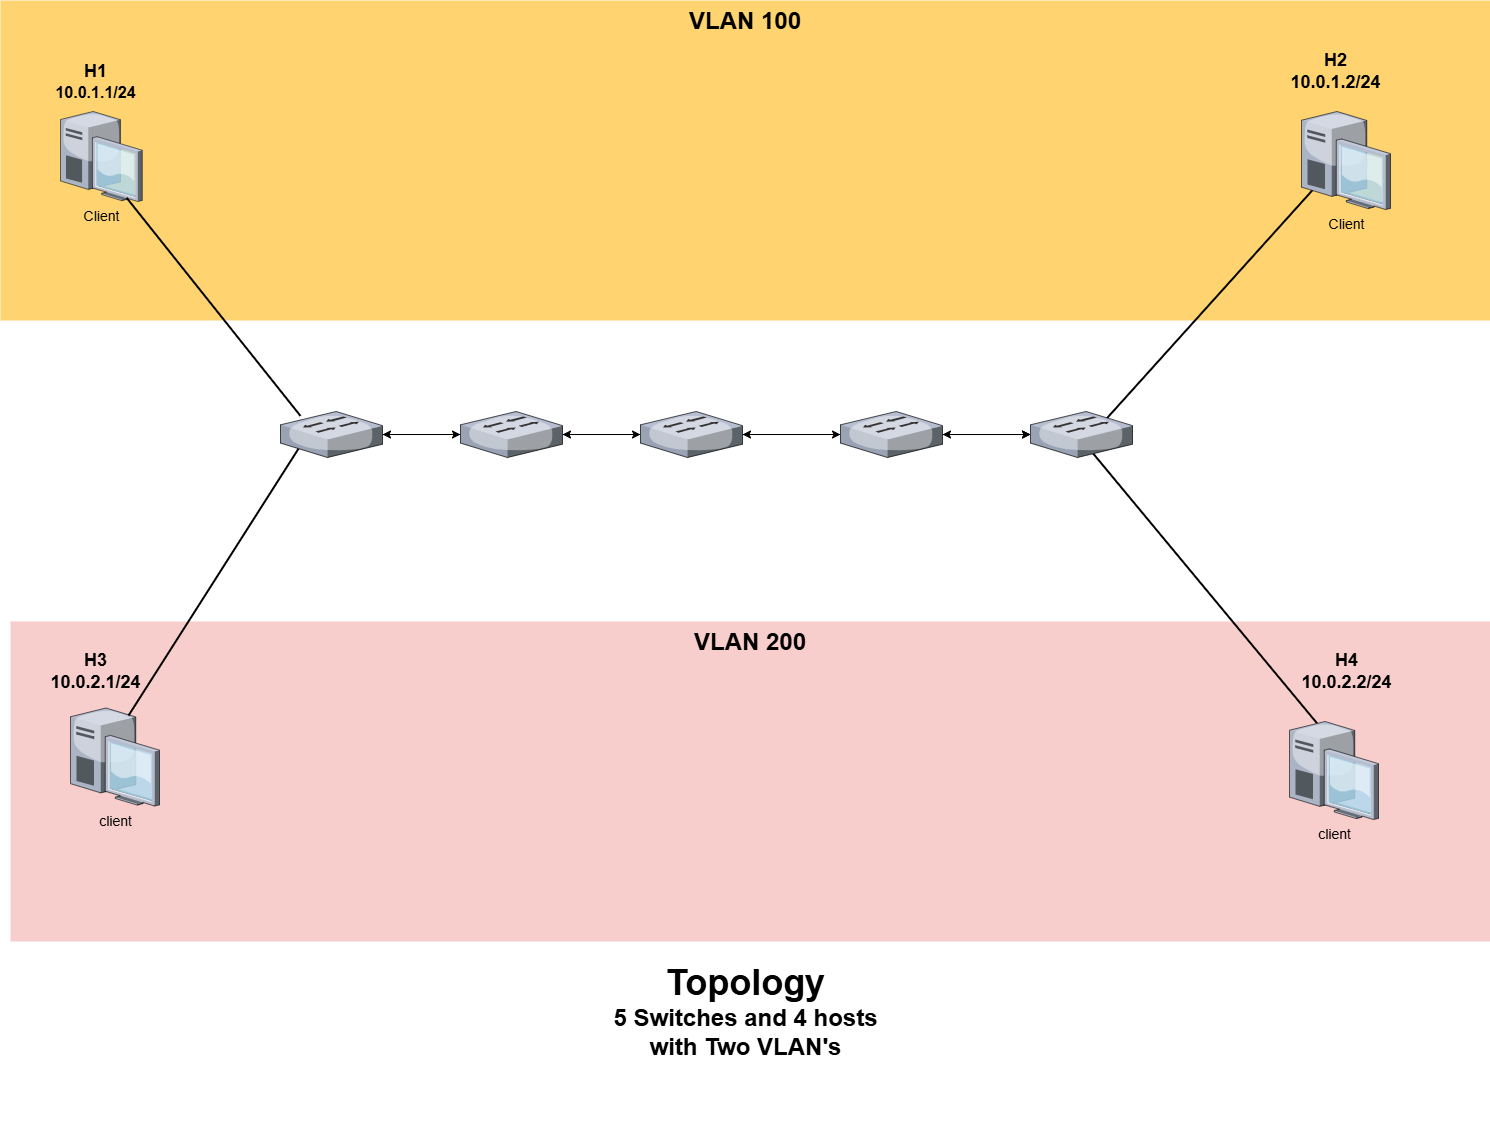 VLAN 100
H1
10.0.1.1/24
Client
H2
10.0.1.2/24
Client
VLAN 200
H3
10.0.2.1/24
client
H4
10.0.2.2/24
client
Topology
5 Switches and 4 hosts
with Two VLAN's